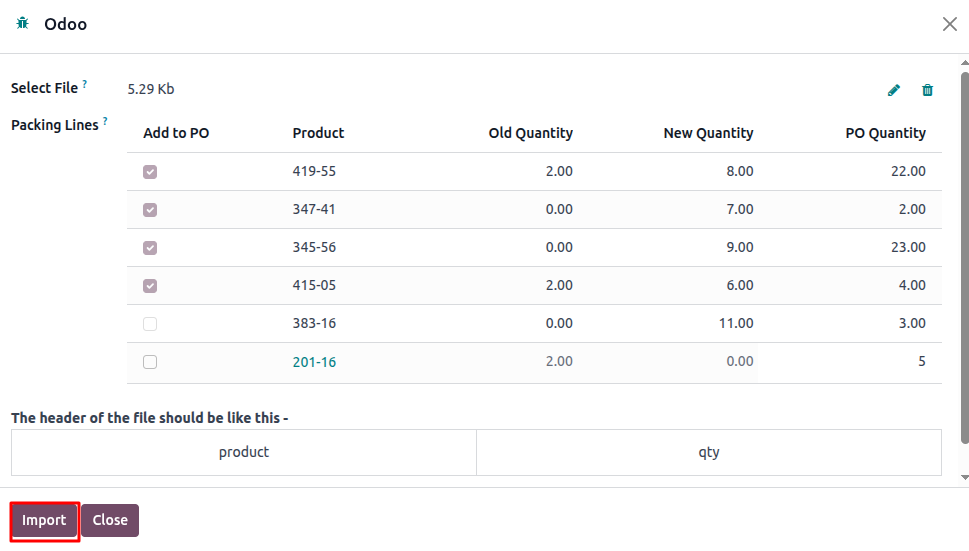 Odoo
Select File ? 5.29 Kb
Packing Lines ?
Add to PO Product Old Quantity New Quantity PO Quantity
419-55 2.00 8.00 22.00
347-41 0.00 7.00 2.00
345-56 0.00 9.00 23.00
415-05 2.00 6.00 4.00
383-16 0.00 11.00 3.00
201-16 2.00 0.00 5
The header of the file should be like this -
product qty
Import Close